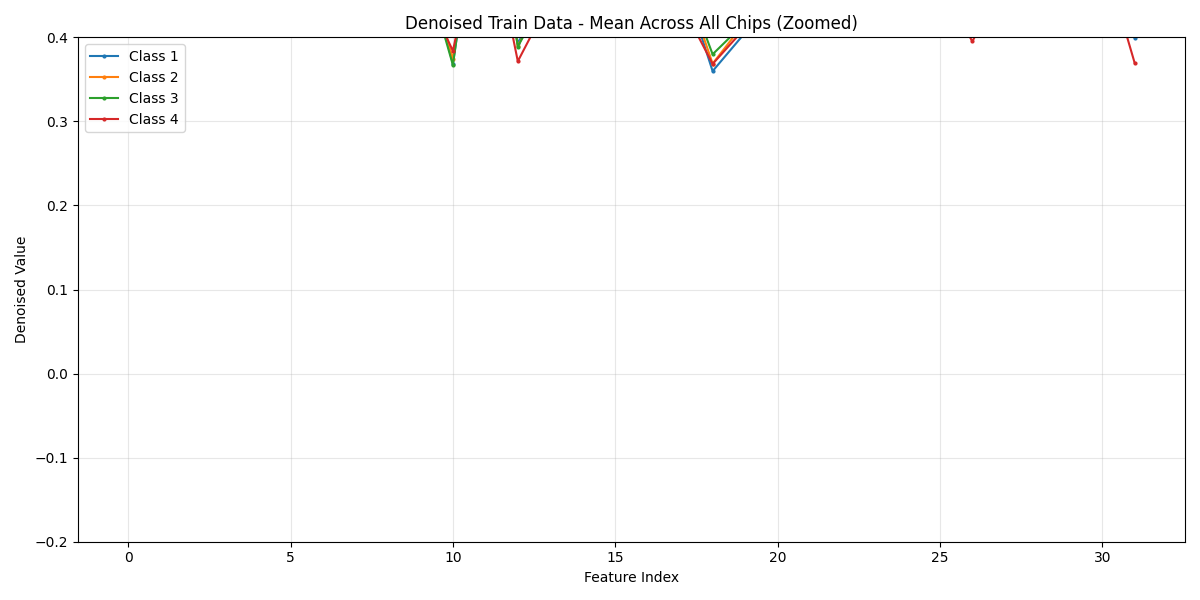 Denoised Train Data - Mean Across All Chips (Zoomed)
Class 1
Class 2
Class 3
Class 4
Denoised Value
0.4
0.3
0.2
0.1
0.0
−0.1
−0.2
0 5 10 15 20 25 30
Feature Index